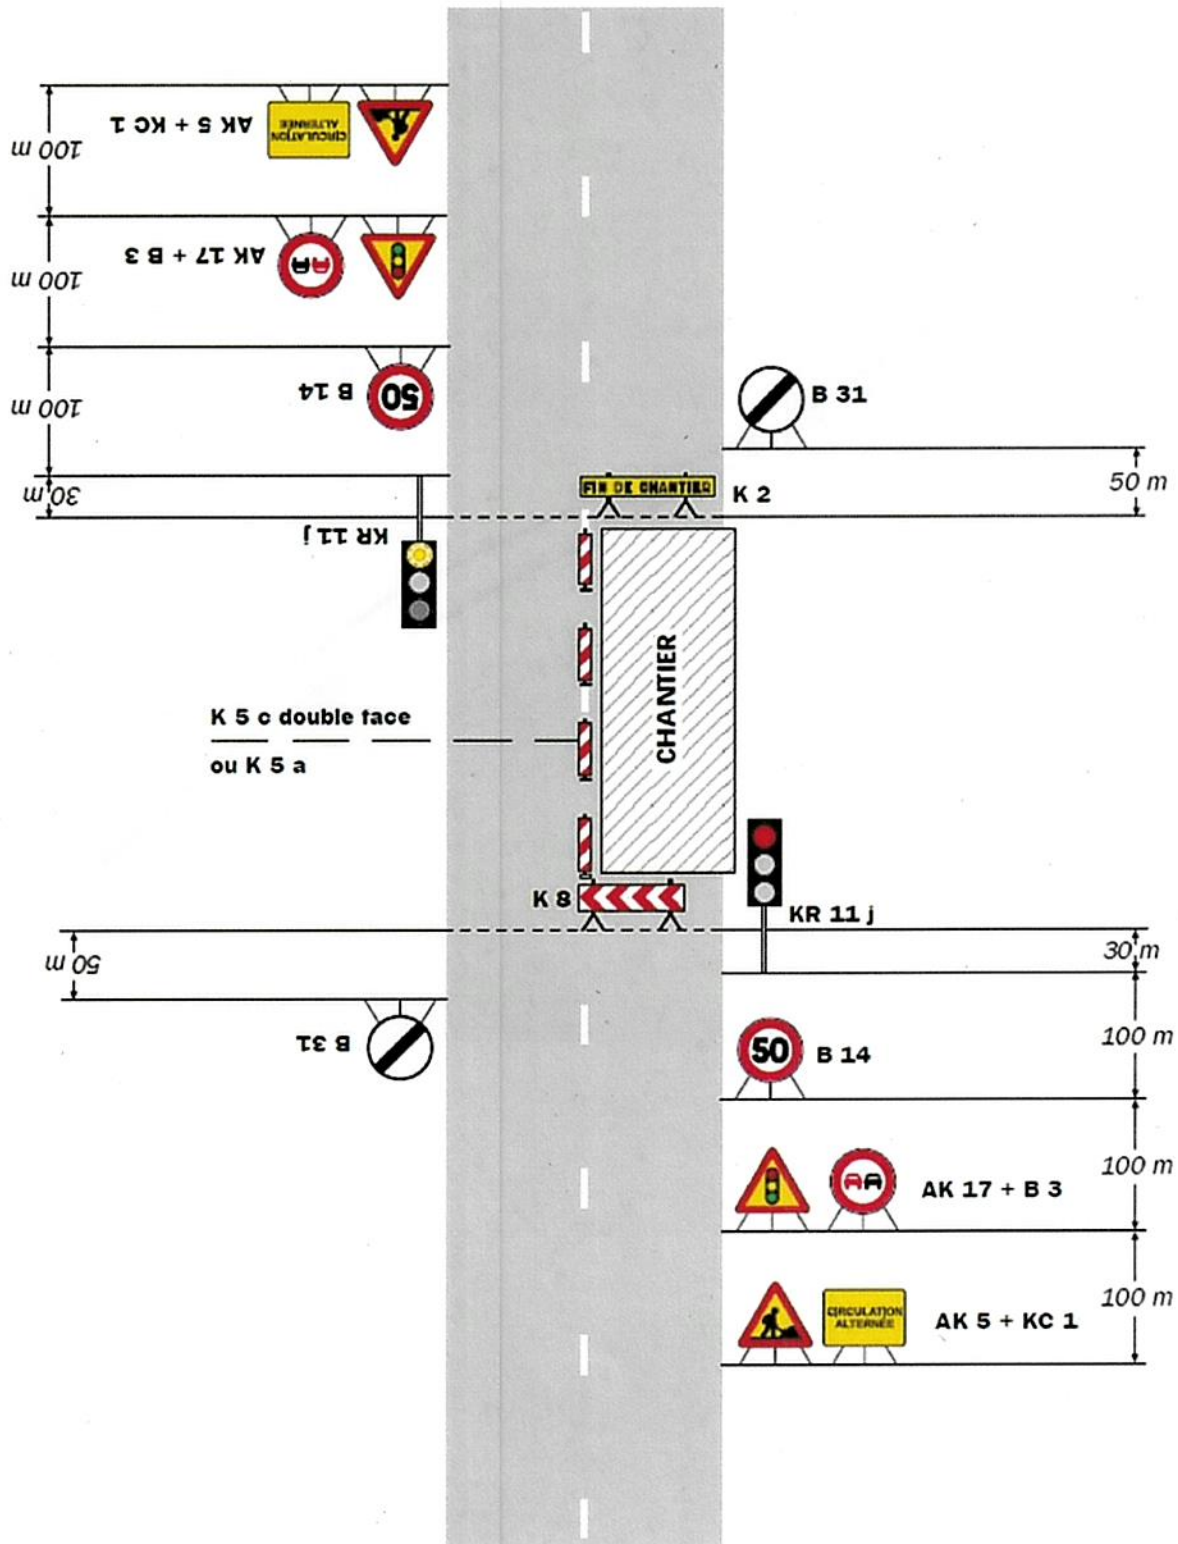 AK 5 + KC 1
CIRCULATION
ALTERNÉE
100 m
AK 17 + B 3
100 m
B 14
50
100 m
30 m
KR 11 j
B 31
50 m
FIN DE CHANTIER
K 2
CHANTIER
K 5 c double face
ou K 5 a
K 8
KR 11 j
30 m
50 m
B 31
50
B 14
100 m
AK 17 + B 3
100 m
CIRCULATION
ALTERNÉE
AK 5 + KC 1
100 m